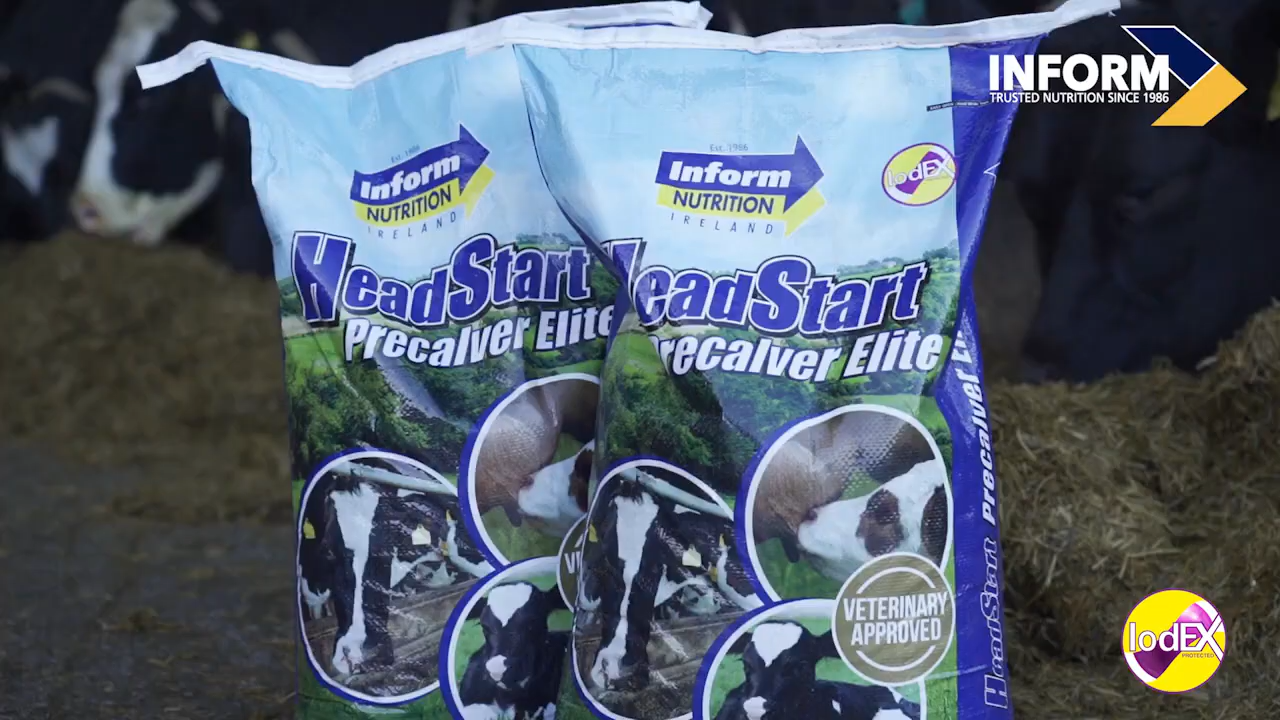 INFORM
TRUSTED NUTRITION SINCE 1986
Est. 1986
Inform
NUTRITION
IRELAND
HeadStart
Precalver Elite
Est. 1986
Inform
NUTRITION
IRELAND
IodEX
HeadStart
Precalver Elite
VETERINARY
APPROVED
HeadStart Precalver
IodEX
PROTECTED